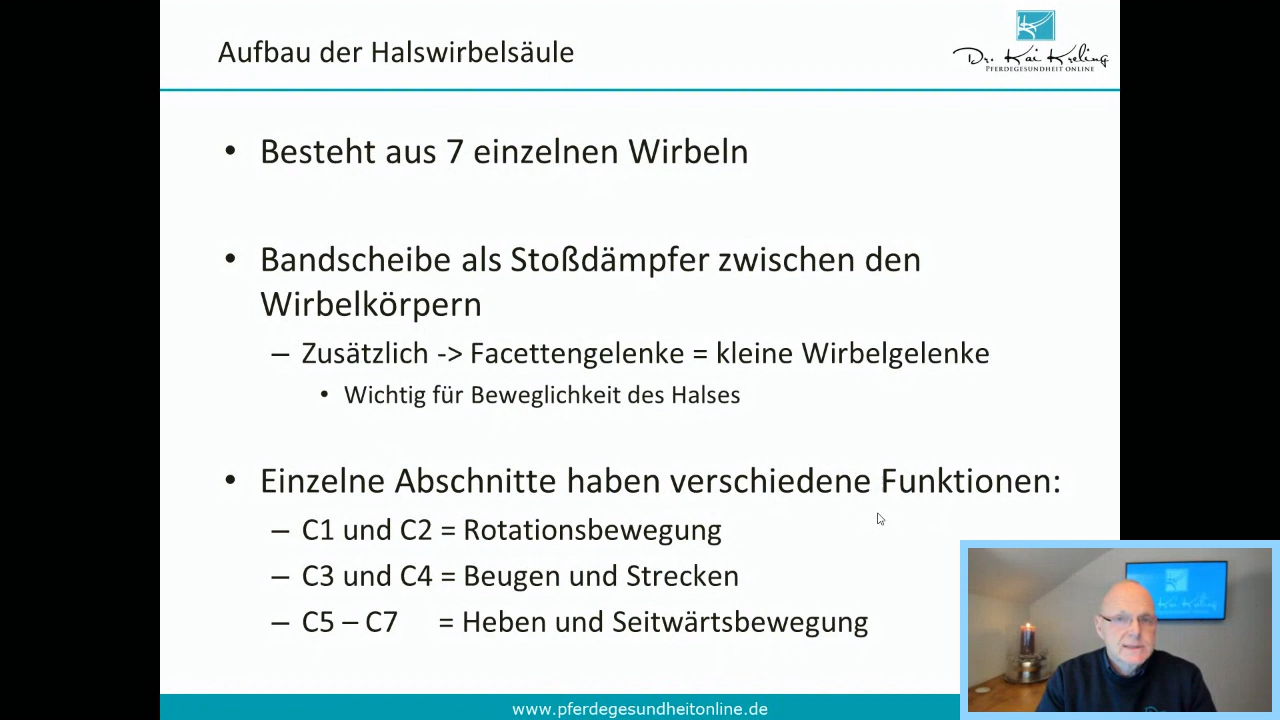 Aufbau der Halswirbelsäule
Dr. Kai Kreling
PFERDEGESUNDHEIT ONLINE
• Besteht aus 7 einzelnen Wirbeln
• Bandscheibe als Stoßdämpfer zwischen den
Wirbelkörpern
– Zusätzlich -> Facettengelenke = kleine Wirbelgelenke
• Wichtig für Beweglichkeit des Halses
• Einzelne Abschnitte haben verschiedene Funktionen:
– C1 und C2 = Rotationsbewegung
– C3 und C4 = Beugen und Strecken
– C5 – C7 = Heben und Seitwärtsbewegung
Kai Kreling
www.pferdegesundheitonline.de